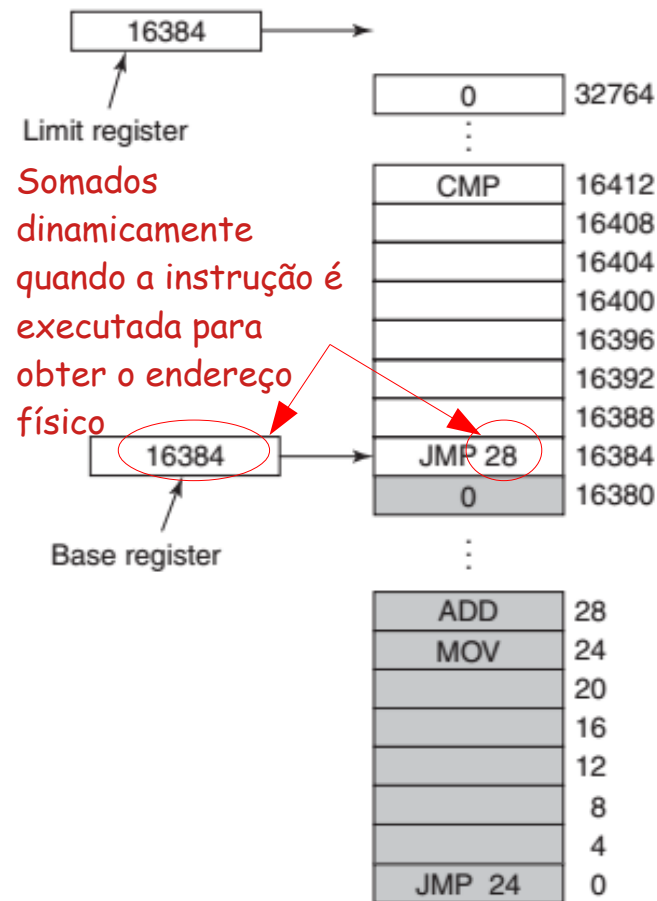 16384
Limit register
0 32764
CMP 16412
16408
16404
16400
16396
16392
16388
Somados
dinamicamente
quando a instrução é
executada para
obter o endereço
físico
16384
JMP 28 16384
0 16380
Base register
ADD 28
MOV 24
20
16
12
8
4
JMP 24 0